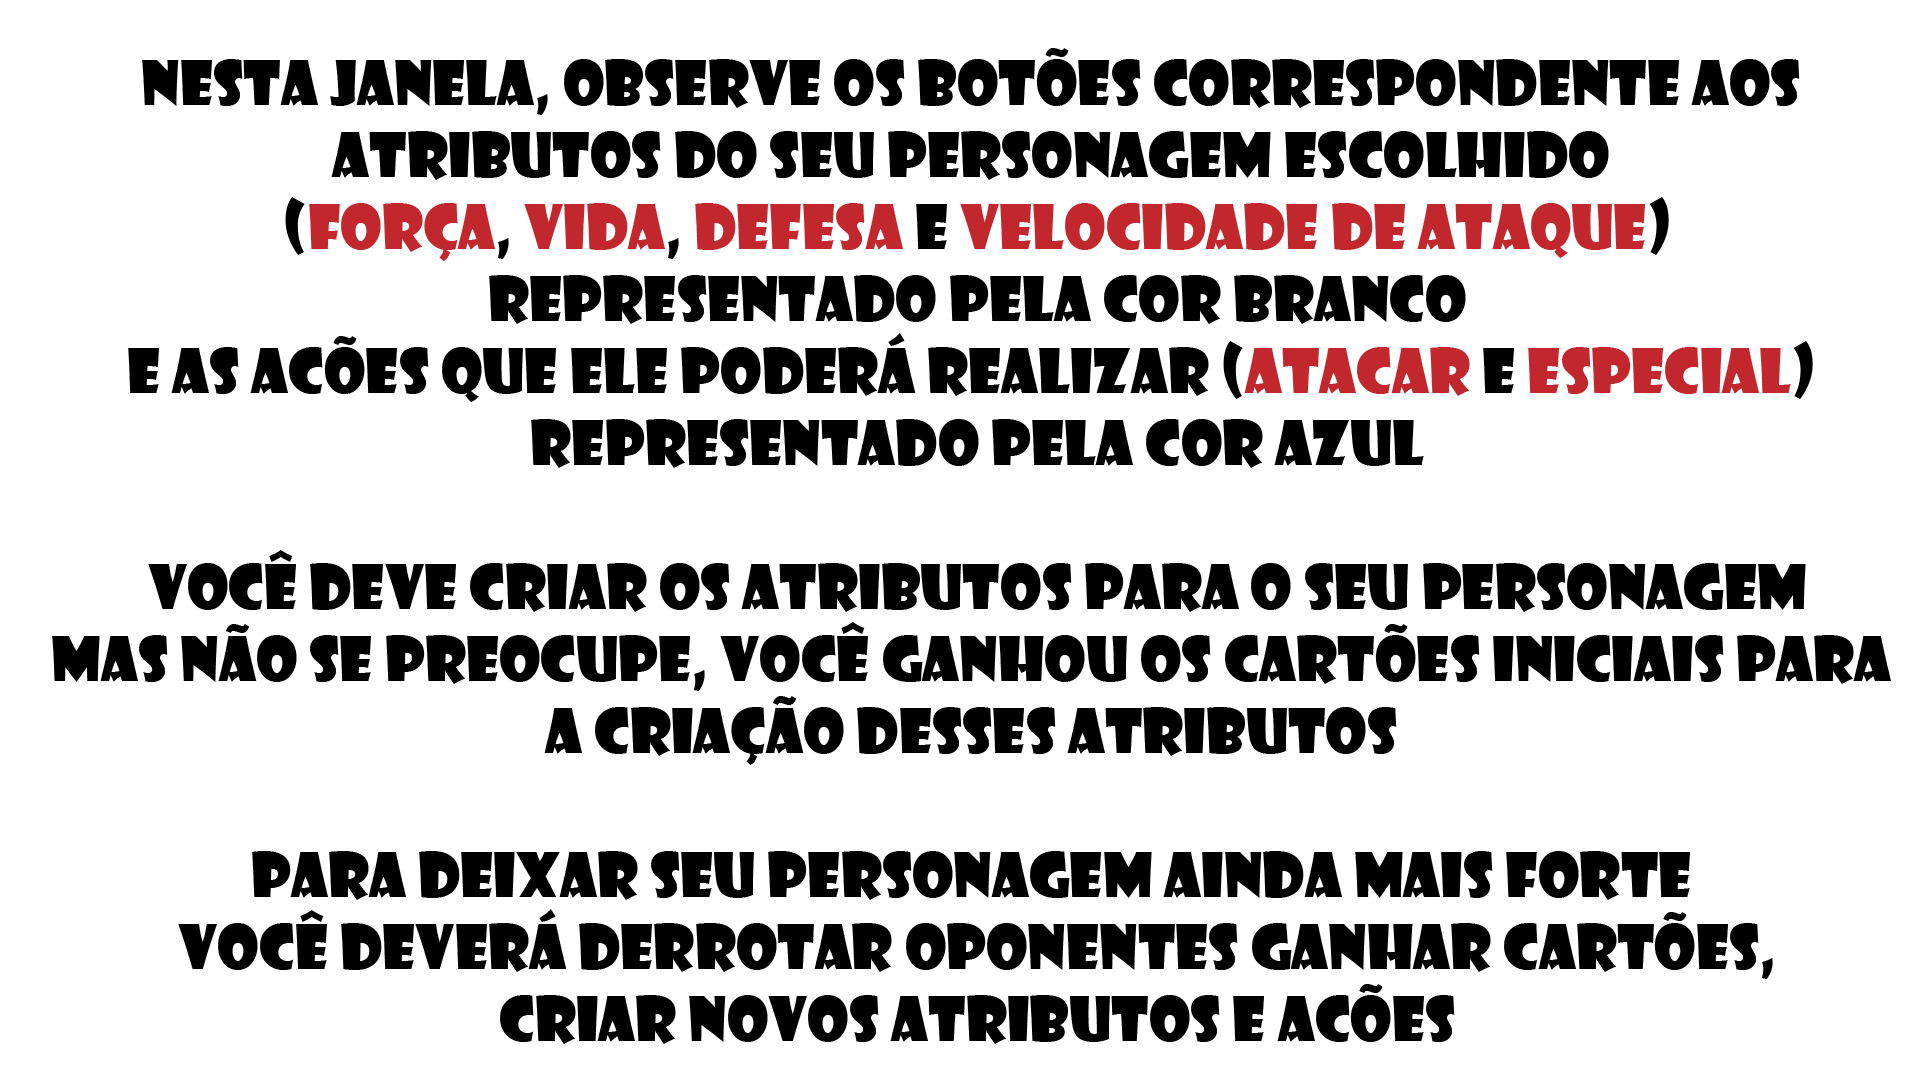 NESTA JANELA, OBSERVE OS BOTÕES CORRESPONDENTE AOS
ATRIBUTOS DO SEU PERSONAGEM ESCOLHIDO
(FORÇA, VIDA, DEFESA E VELOCIDADE DE ATAQUE)
REPRESENTADO PELA COR BRANCO
E AS ACÕES QUE ELE PODERÁ REALIZAR (ATACAR E ESPECIAL)
REPRESENTADO PELA COR AZUL
VOCÊ DEVE CRIAR OS ATRIBUTOS PARA O SEU PERSONAGEM
MAS NÃO SE PREOCUPE, VOCÊ GANHOU OS CARTÕES INICIAIS PARA
A CRIAÇÃO DESSES ATRIBUTOS
PARA DEIXAR SEU PERSONAGEM AINDA MAIS FORTE
VOCÊ DEVERÁ DERROTAR OPONENTES GANHAR CARTÕES,
CRIAR NOVOS ATRIBUTOS E ACÕES